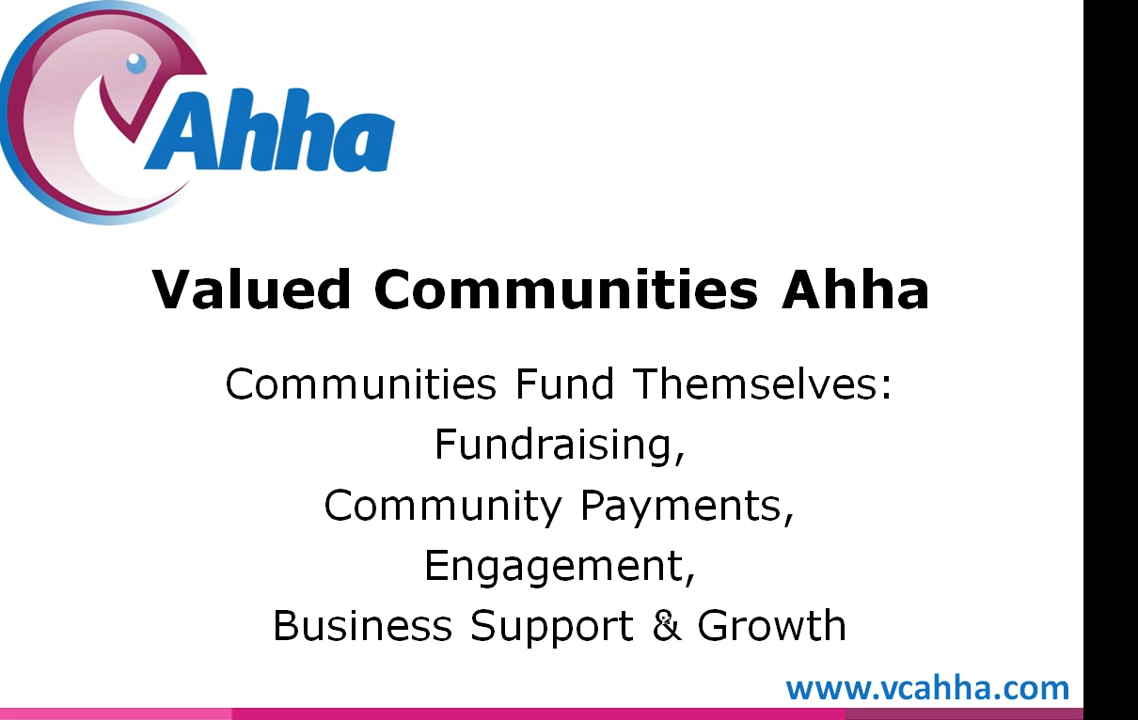 Ahha
Valued Communities Ahha
Communities Fund Themselves:
Fundraising,
Community Payments,
Engagement,
Business Support & Growth
www.vcahha.com